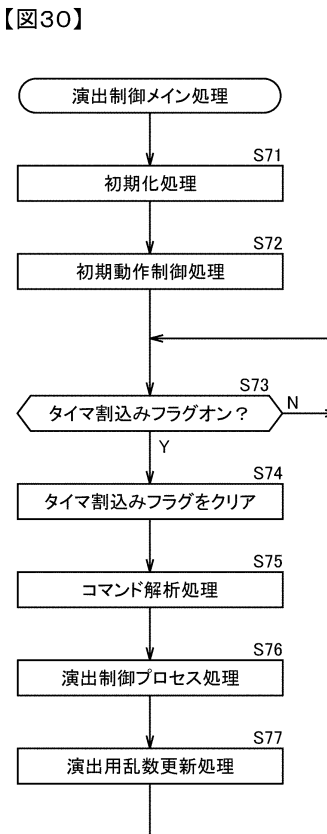 【図30】
演出制御メイン処理
S71
初期化処理
S72
初期動作制御処理
S73
タイマ割込みフラグオン？
N
Y
S74
タイマ割込みフラグをクリア
S75
コマンド解析処理
S76
演出制御プロセス処理
S77
演出用乱数更新処理